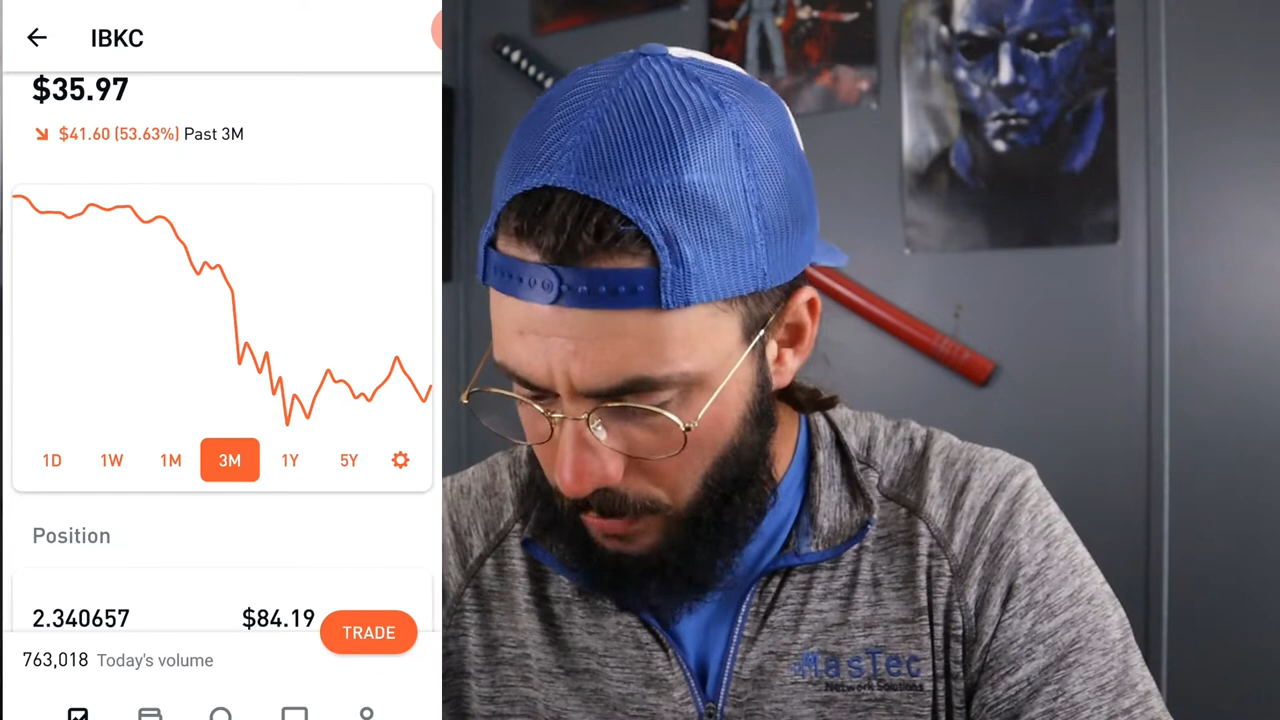 IBKC
$35.97
$41.60 (53.63%) Past 3M
1D 1W 1M 3M 1Y 5Y
Position
2.340657 $84.19
TRADE
763,018 Today's volume
MasTec
Network Solutions